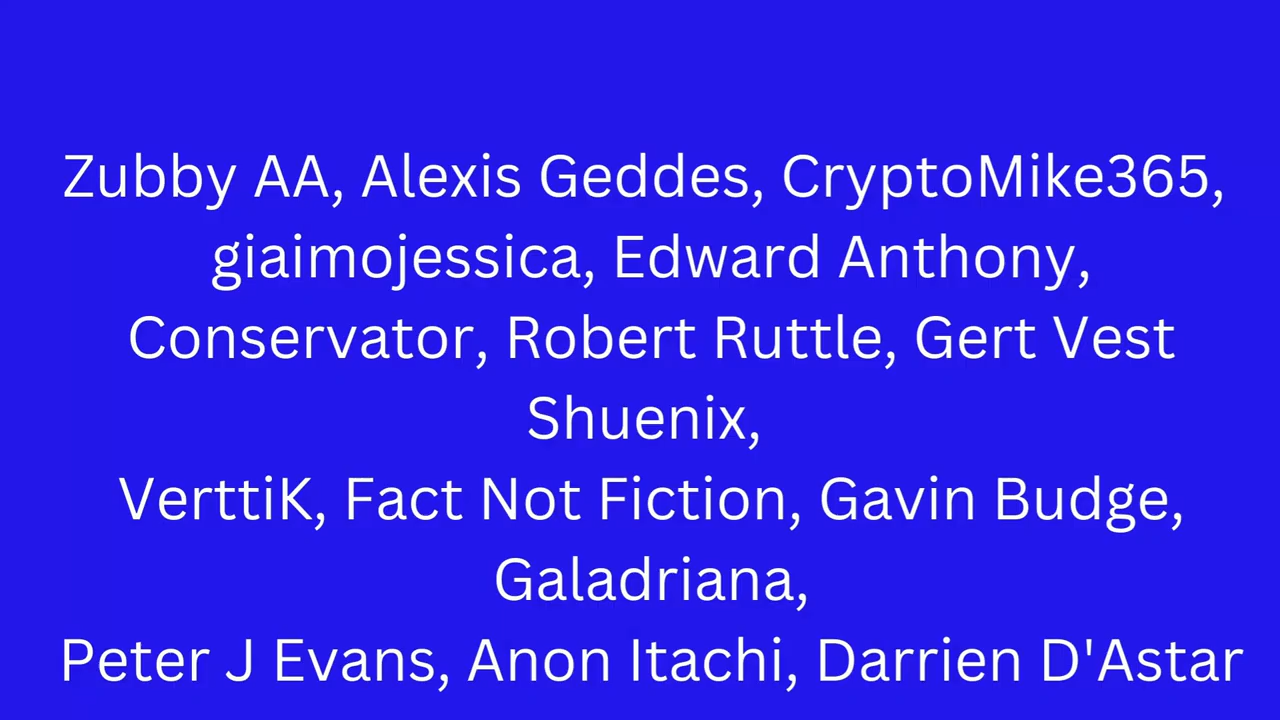 Zubby AA, Alexis Geddes, CryptoMike365,
giaimojessica, Edward Anthony,
Conservator, Robert Ruttle, Gert Vest
Shuenix,
VerttiK, Fact Not Fiction, Gavin Budge,
Galadriana,
Peter J Evans, Anon Itachi, Darrien D'Astar